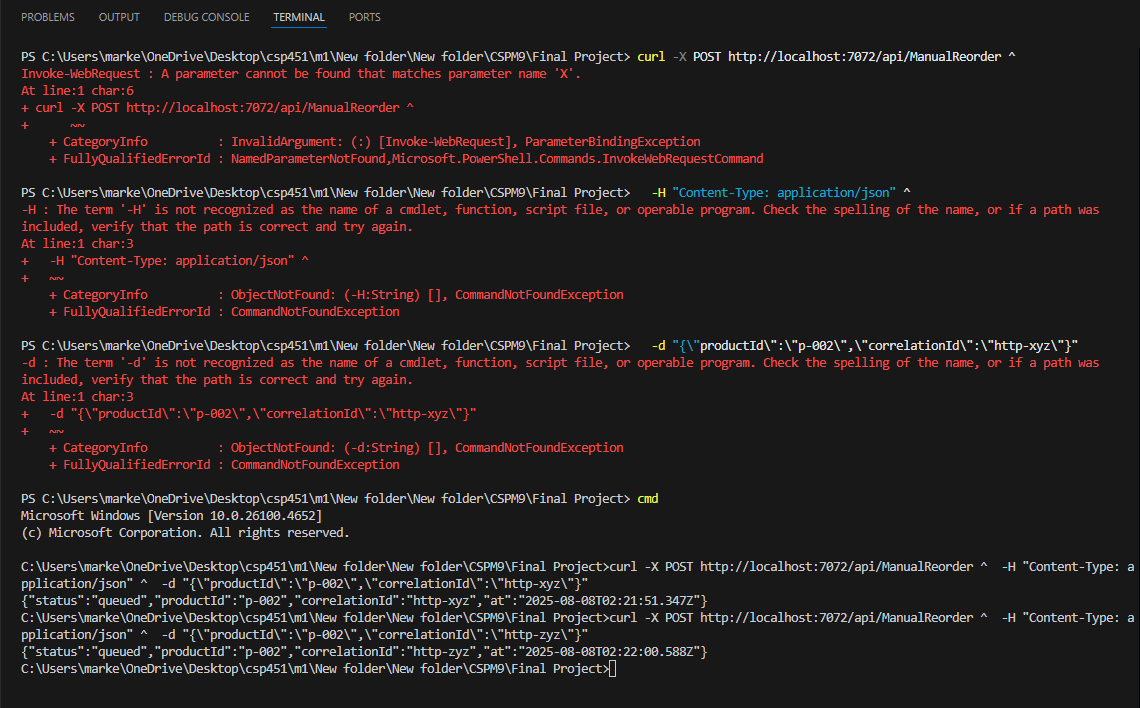 PROBLEMS OUTPUT DEBUG CONSOLE TERMINAL PORTS
PS C:\Users\marke\OneDrive\Desktop\csp451\m1\New folder\New folder\CSPM9\Final Project> curl -X POST http://localhost:7072/api/ManualReorder ^
Invoke-WebRequest : A parameter cannot be found that matches parameter name 'X'.
At line:1 char:6
+ curl -X POST http://localhost:7072/api/ManualReorder ^
+      ~~
    + CategoryInfo          : InvalidArgument: (:) [Invoke-WebRequest], ParameterBindingException
    + FullyQualifiedErrorId : NamedParameterNotFound,Microsoft.PowerShell.Commands.InvokeWebRequestCommand
PS C:\Users\marke\OneDrive\Desktop\csp451\m1\New folder\New folder\CSPM9\Final Project>   -H "Content-Type: application/json" ^
-H : The term '-H' is not recognized as the name of a cmdlet, function, script file, or operable program. Check the spelling of the name, or if a path was
included, verify that the path is correct and try again.
At line:1 char:3
+   -H "Content-Type: application/json" ^
+   ~~
    + CategoryInfo          : ObjectNotFound: (-H:String) [], CommandNotFoundException
    + FullyQualifiedErrorId : CommandNotFoundException
PS C:\Users\marke\OneDrive\Desktop\csp451\m1\New folder\New folder\CSPM9\Final Project>   -d "{\"productId\":\"p-002\",\"correlationId\":\"http-xyz\"}"
-d : The term '-d' is not recognized as the name of a cmdlet, function, script file, or operable program. Check the spelling of the name, or if a path was
included, verify that the path is correct and try again.
At line:1 char:3
+   -d "{\"productId\":\"p-002\",\"correlationId\":\"http-xyz\"}"
+   ~~
    + CategoryInfo          : ObjectNotFound: (-d:String) [], CommandNotFoundException
    + FullyQualifiedErrorId : CommandNotFoundException
PS C:\Users\marke\OneDrive\Desktop\csp451\m1\New folder\New folder\CSPM9\Final Project> cmd
Microsoft Windows [Version 10.0.26100.4652]
(c) Microsoft Corporation. All rights reserved.
C:\Users\marke\OneDrive\Desktop\csp451\m1\New folder\New folder\CSPM9\Final Project>curl -X POST http://localhost:7072/api/ManualReorder ^  -H "Content-Type: a
pplication/json" ^  -d "{\"productId\":\"p-002\",\"correlationId\":\"http-xyz\"}"
{"status":"queued","productId":"p-002","correlationId":"http-xyz","at":"2025-08-08T02:21:51.347Z"}
C:\Users\marke\OneDrive\Desktop\csp451\m1\New folder\New folder\CSPM9\Final Project>curl -X POST http://localhost:7072/api/ManualReorder ^  -H "Content-Type: a
pplication/json" ^  -d "{\"productId\":\"p-002\",\"correlationId\":\"http-zyz\"}"
{"status":"queued","productId":"p-002","correlationId":"http-zyz","at":"2025-08-08T02:22:00.588Z"}
C:\Users\marke\OneDrive\Desktop\csp451\m1\New folder\New folder\CSPM9\Final Project>